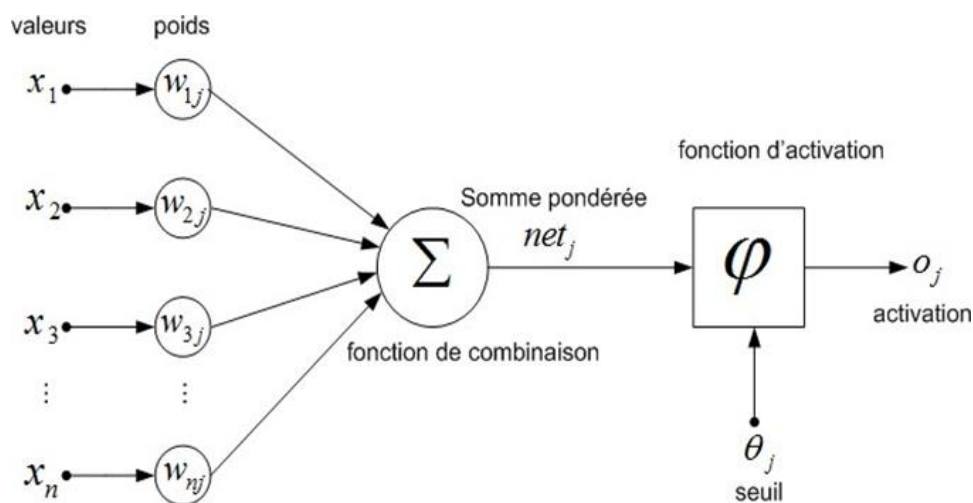 valeurs poids
x₁ w₁ⱼ
x₂ w₂ⱼ
x₃ w₃ⱼ
⋮ ⋮
xₙ wₙⱼ
Σ
fonction de combinaison
Somme pondérée
netⱼ
fonction d'activation
φ
oⱼ
activation
θⱼ
seuil